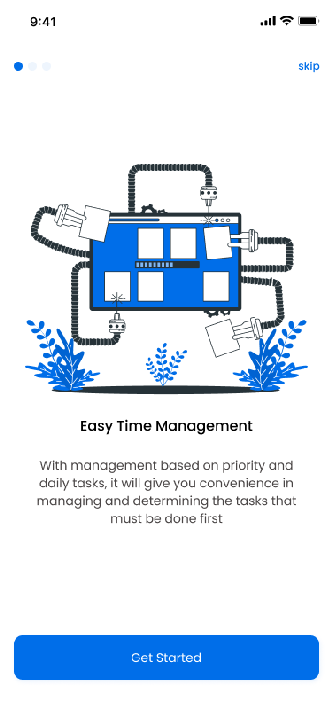 9:41
skip
Easy Time Management
With management based on priority and
daily tasks, it will give you convenience in
managing and determining the tasks that
must be done first
Get Started